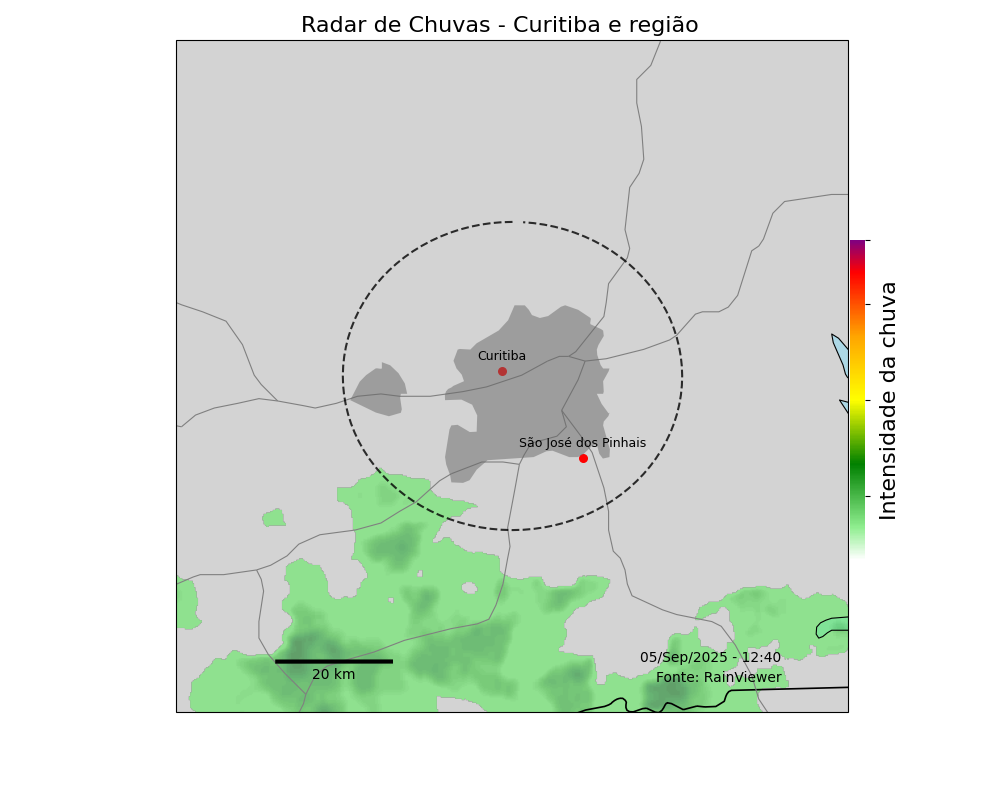 Radar de Chuvas - Curitiba e região
Curitiba
São José dos Pinhais
Intensidade da chuva
05/Sep/2025 - 12:40
20 km
Fonte: RainViewer